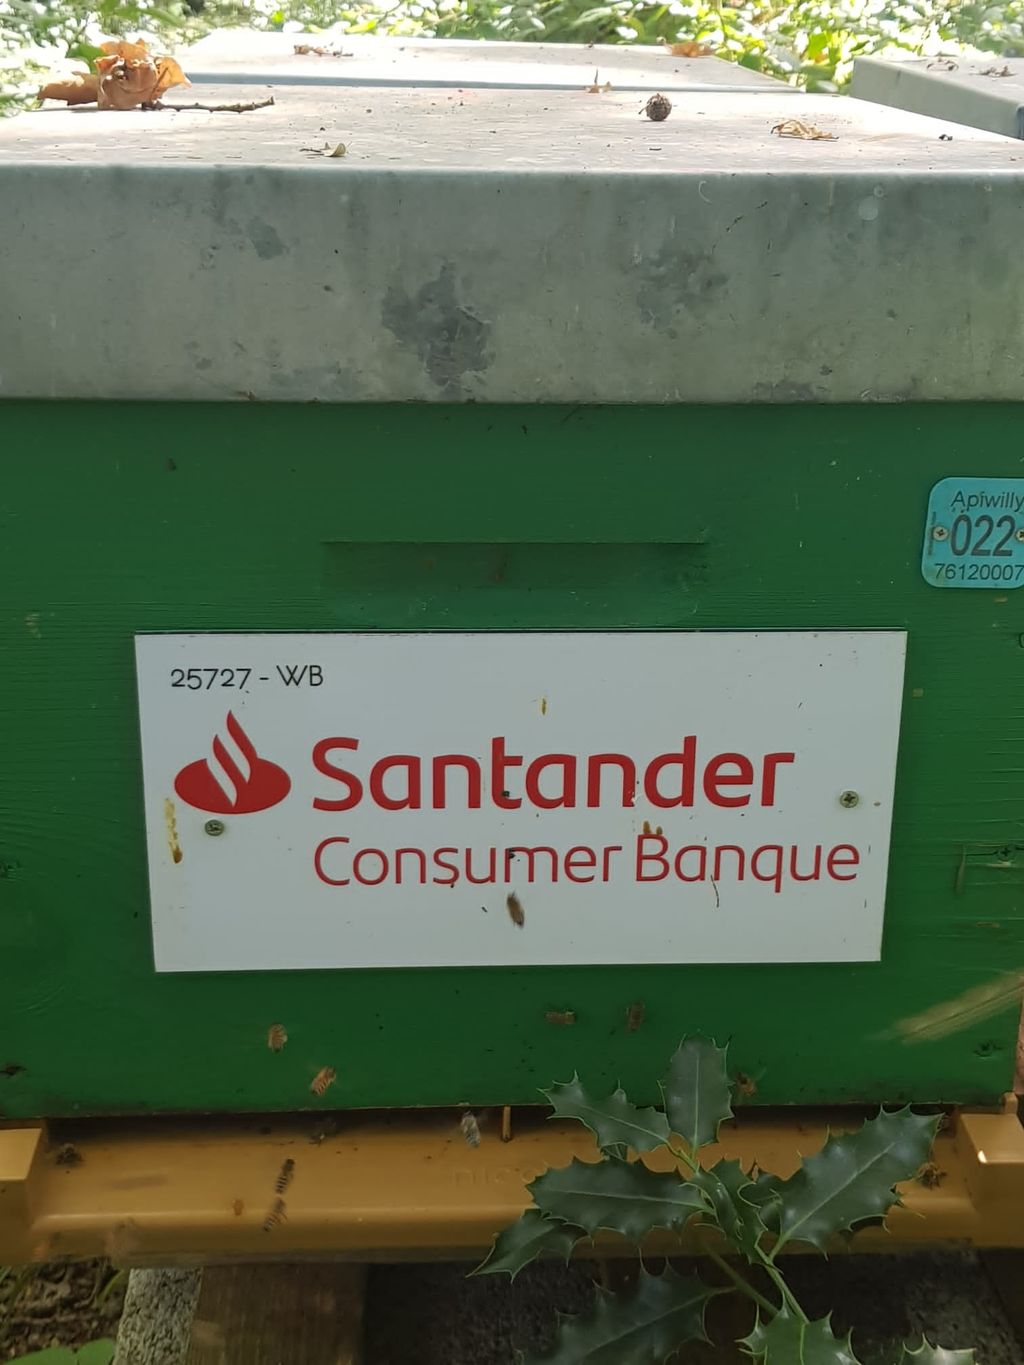 Apiwilly
022
76120007
25727 - WB
Santander
Consumer Banque